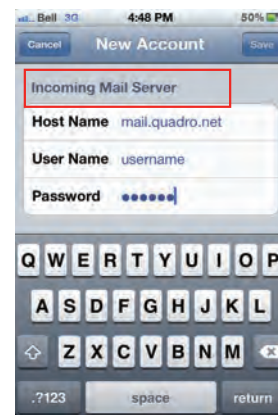 Bell 3G 4:48 PM 50%
Cancel New Account Save
Incoming Mail Server
Host Name mail.quadro.net
User Name username
Password ••••••
Q W E R T Y U I O P
A S D F G H J K L
Z X C V B N M
.?123 space return